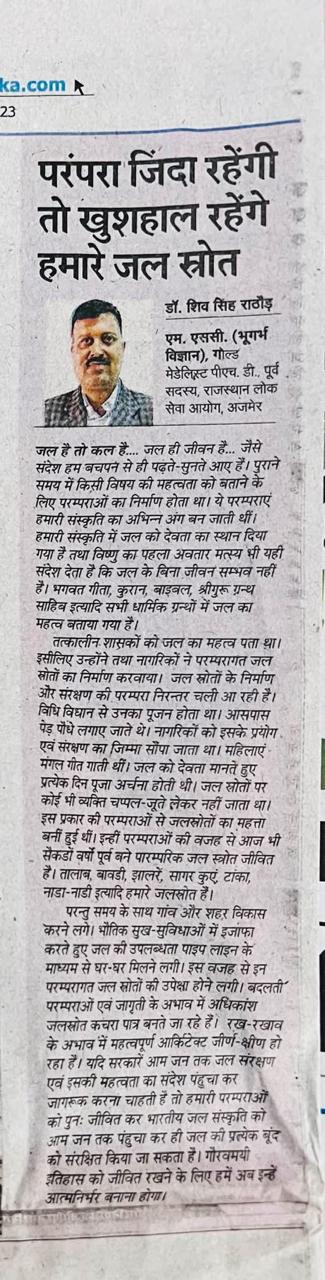 ka.com
23
परंपरा जिंदा रहेंगी
तो खुशहाल रहेंगे
हमारे जल स्रोत
डॉ. शिव सिंह राठौड़
एम. एससी. (भूगर्भ
विज्ञान), गोल्ड
मेडेलिस्ट पीएच. डी., पूर्व
सदस्य, राजस्थान लोक
सेवा आयोग, अजमेर
जल है तो कल है.... जल ही जीवन है... जैसे
संदेश हम बचपन से ही पढ़ते-सुनते आए है। पुराने
समय में किसी विषय की महत्वता को बताने के
लिए परम्पराओं का निर्माण होता था। ये परम्पराएं
हमारी संस्कृति का अभिन्न अंग बन जाती थीं।
हमारी संस्कृति में जल को देवता का स्थान दिया
गया है तथा विष्णु का पहला अवतार मत्स्य भी यही
संदेश देता है कि जल के बिना जीवन सम्भव नहीं
है। भगवत गीता, कुरान, बाइबल, श्रीगुरू ग्रन्थ
साहिब इत्यादि सभी धार्मिक ग्रन्थों में जल का
महत्व बताया गया है।
तत्कालीन शासकों को जल का महत्व पता था।
इसीलिए उन्होंने तथा नागरिकों ने परम्परागत जल
स्रोतों का निर्माण करवाया। जल स्रोतों के निर्माण
और संरक्षण की परम्परा निरन्तर चली आ रही है।
विधि विधान से उनका पूजन होता था। आसपास
पेड़ पौधे लगाए जाते थे। नागरिकों को इसके प्रयोग
एवं संरक्षण का जिम्मा सौंपा जाता था। महिलाएं
मंगल गीत गाती थीं। जल को देवता मानते हुए
प्रत्येक दिन पूजा अर्चना होती थी। जल स्रोतों पर
कोई भी व्यक्ति चप्पल-जूते लेकर नहीं जाता था।
इस प्रकार की परम्पराओं से जलस्रोतों का महत्ता
बनीं हुई थीं। इन्हीं परम्पराओं की वजह से आज भी
सैकडों वर्षो पूर्व बने पारम्परिक जल स्त्रोत जीवित
है। तालाब, बावडी, झालरें, सागर कुएं, टांका,
नाडा-नाडी इत्यादि हमारे जलस्रोत है।
परन्तु समय के साथ गांव और शहर विकास
करने लगे। भौतिक सुख-सुविधाओं में इजाफा
करते हुए जल की उपलब्धता पाइप लाइन के
माध्यम से घर-घर मिलने लगी। इस वजह से इन
परम्परागत जल स्रोतों की उपेक्षा होने लगी। बदलती
परम्पराओं एवं जागृती के अभाव में अधिकांश
जलस्रोत कचरा पात्र बनते जा रहे है। रख-रखाव
के अभाव में महत्वपूर्ण आर्किटेक्ट जीर्ण-क्षीण हो
रहा है। यदि सरकारें आम जन तक जल संरक्षण
एवं इसकी महत्वता का संदेश पंहुचा कर
जागरूक करना चाहती है तो हमारी परम्पराओं
को पुनः जीवित कर भारतीय जल संस्कृति को
आम जन तक पंहुचा कर ही जल की प्रत्येक बूंद
को संरक्षित किया जा सकता है। गौरवमयी
इतिहास को जीवित रखने के लिए हमें अब इन्हें
आत्मनिर्भर बनाना होगा।